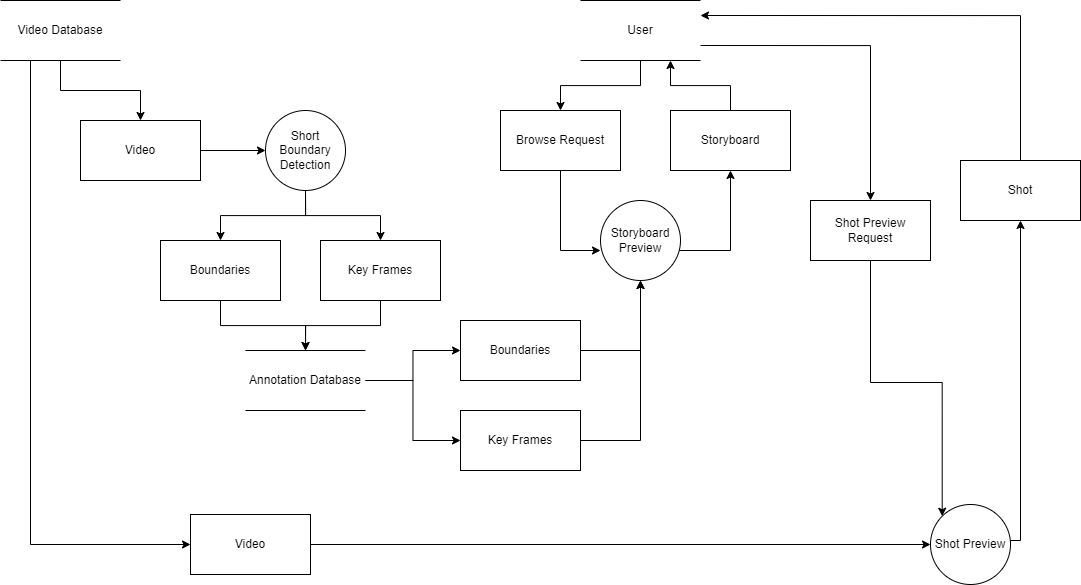 Video Database
User
Video
Short
Boundary
Detection
Browse Request
Storyboard
Shot
Storyboard
Preview
Shot Preview
Request
Boundaries
Key Frames
Boundaries
Annotation Database
Key Frames
Video
Shot Preview